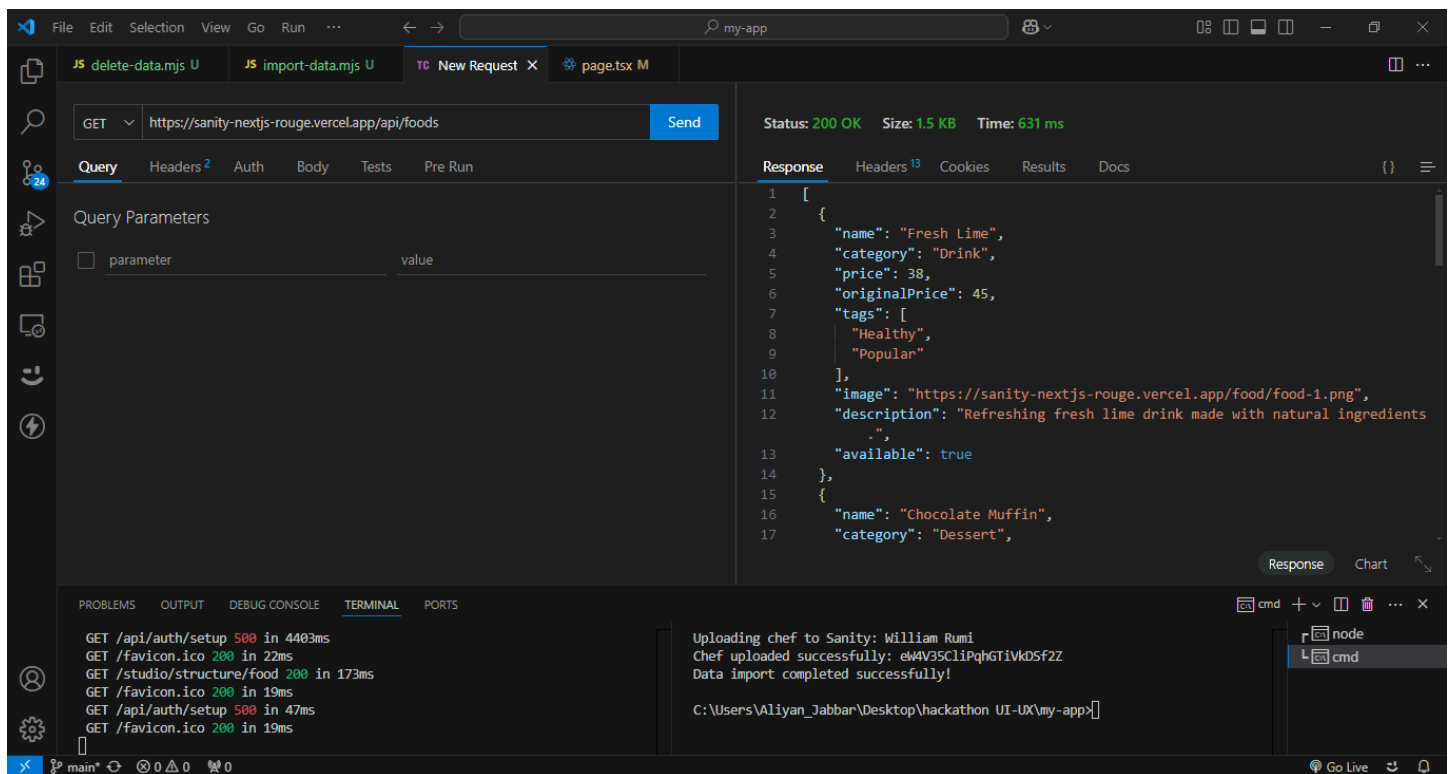 File Edit Selection View Go Run ··· my-app
JS delete-data.mjs U JS import-data.mjs U TC New Request page.tsx M
GET https://sanity-nextjs-rouge.vercel.app/api/foods Send
Status: 200 OK Size: 1.5 KB Time: 631 ms
Query Headers 2 Auth Body Tests Pre Run
Response Headers 13 Cookies Results Docs {}
24
Query Parameters
parameter value
1 [
2 {
3 "name": "Fresh Lime",
4 "category": "Drink",
5 "price": 38,
6 "originalPrice": 45,
7 "tags": [
8 "Healthy",
9 "Popular"
10 ],
11 "image": "https://sanity-nextjs-rouge.vercel.app/food/food-1.png",
12 "description": "Refreshing fresh lime drink made with natural ingredients
.",
13 "available": true
14 },
15 {
16 "name": "Chocolate Muffin",
17 "category": "Dessert",
Response Chart
PROBLEMS OUTPUT DEBUG CONSOLE TERMINAL PORTS cmd
GET /api/auth/setup 500 in 4403ms
GET /favicon.ico 200 in 22ms
GET /studio/structure/food 200 in 173ms
GET /favicon.ico 200 in 19ms
GET /api/auth/setup 500 in 47ms
GET /favicon.ico 200 in 19ms
Uploading chef to Sanity: William Rumi
Chef uploaded successfully: eW4V35CliPqhGTiVkDSf2Z
Data import completed successfully!
C:\Users\Aliyan_Jabbar\Desktop\hackathon UI-UX\my-app>
node
cmd
main* 0 0 0 Go Live